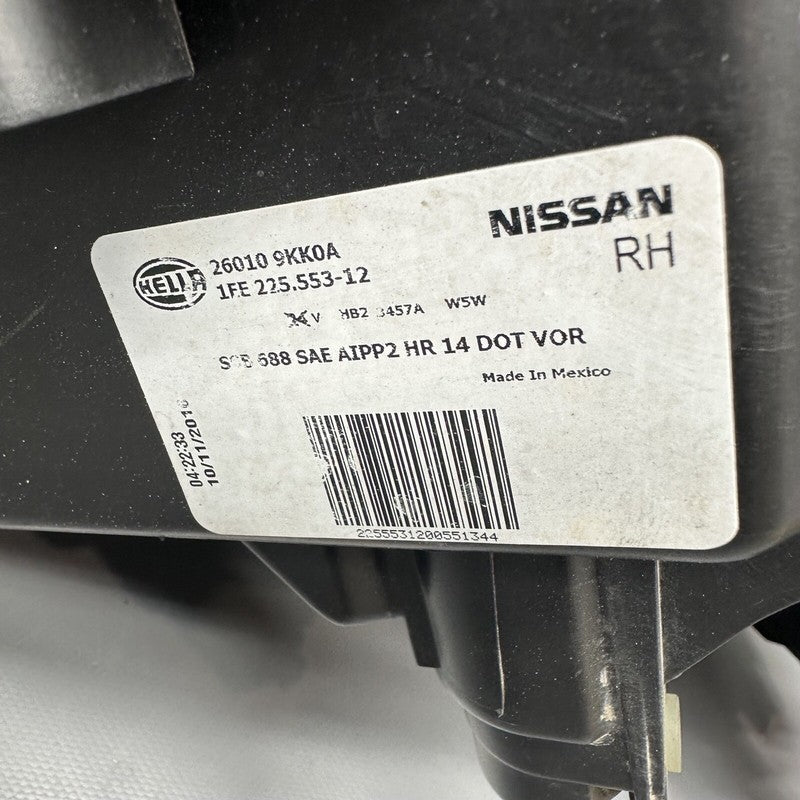 NISSAN
RH
HELLA
26010 9KK0A
1FE 225.553-12
V HB2 3457A W5W
688 SAE AIPP2 HR 14 DOT VOR
Made In Mexico
04:22:33
10/11/2016
2255531200551344